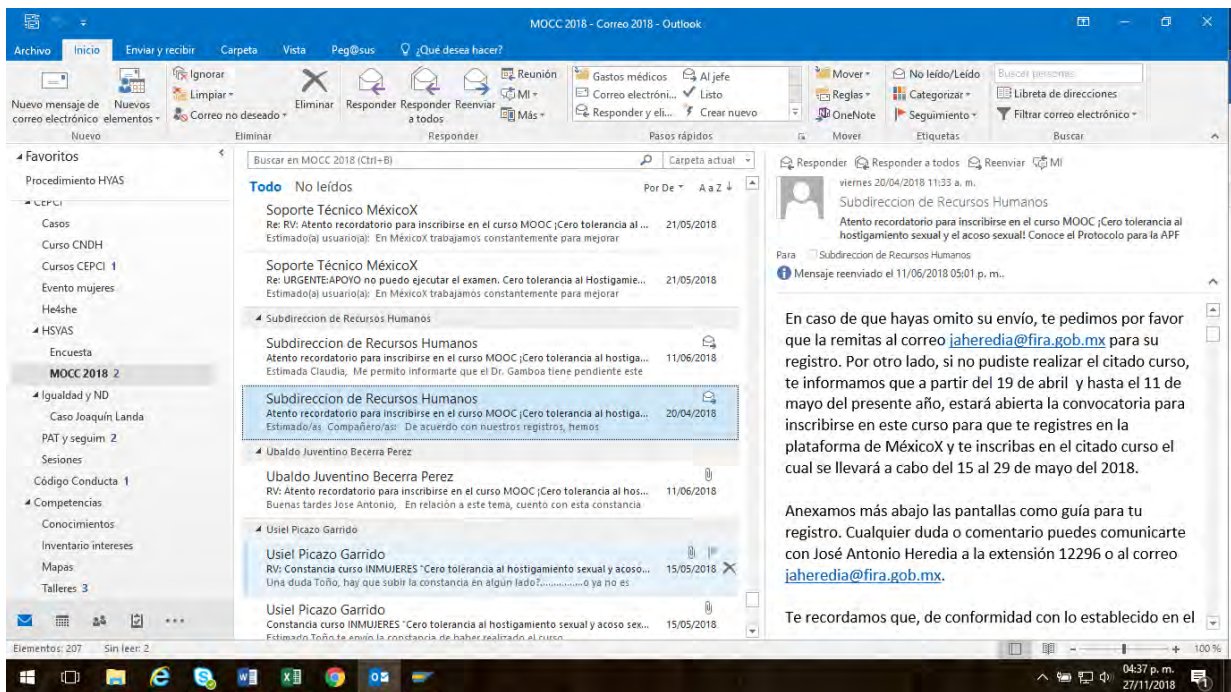 MOCC 2018 - Correo 2018 - Outlook
Archivo Inicio Enviar y recibir Carpeta Vista Peg@sus ¿Qué desea hacer?
Nuevo mensaje de correo electrónico
Nuevos elementos
Nuevo
Ignorar
Limpiar
Correo no deseado
Eliminar
Eliminar
Responder
Responder a todos
Reenviar
Reunión
MI
Más
Responder
Gastos médicos
Correo electróni...
Responder y eli...
Al jefe
Listo
Crear nuevo
Pasos rápidos
Mover
Reglas
OneNote
Mover
No leído/Leído
Categorizar
Seguimiento
Etiquetas
Buscar personas
Libreta de direcciones
Filtrar correo electrónico
Buscar
Favoritos
Procedimiento HYAS
CEPCI
Casos
Curso CNDH
Cursos CEPCI 1
Evento mujeres
He4she
HSYAS
Encuesta
MOCC 2018 2
Igualdad y ND
Caso Joaquín Landa
PAT y seguim 2
Sesiones
Código Conducta 1
Competencias
Conocimientos
Inventario intereses
Mapas
Talleres 3
Buscar en MOCC 2018 (Ctrl+B) Carpeta actual
Todo No leídos Por De A a Z
Soporte Técnico MéxicoX
Re: RV: Atento recordatorio para inscribirse en el curso MOOC ¡Cero tolerancia al ... 21/05/2018
Estimado(a) usuario(a): En MéxicoX trabajamos constantemente para mejorar
Soporte Técnico MéxicoX
Re: URGENTE:APOYO no puedo ejecutar el examen. Cero tolerancia al Hostigamie... 21/05/2018
Estimado(a) usuario(a): En MéxicoX trabajamos constantemente para mejorar
Subdireccion de Recursos Humanos
Subdireccion de Recursos Humanos
Atento recordatorio para inscribirse en el curso MOOC ¡Cero tolerancia al hostiga... 11/06/2018
Estimada Claudia, Me permito informarte que el Dr. Gamboa tiene pendiente este
Subdireccion de Recursos Humanos
Atento recordatorio para inscribirse en el curso MOOC ¡Cero tolerancia al hostiga... 20/04/2018
Estimado/as Compañero/as: De acuerdo con nuestros registros, hemos
Ubaldo Juventino Becerra Perez
Ubaldo Juventino Becerra Perez
RV: Atento recordatorio para inscribirse en el curso MOOC ¡Cero tolerancia al hos... 11/06/2018
Buenas tardes Jose Antonio, En relación a este tema, cuento con esta constancia
Usiel Picazo Garrido
Usiel Picazo Garrido
RV: Constancia curso INMUJERES "Cero tolerancia al hostigamiento sexual y acoso... 15/05/2018
Una duda Toño, hay que subir la constancia en algún lado?...............o ya no es
Usiel Picazo Garrido
Constancia curso INMUJERES "Cero tolerancia al hostigamiento sexual y acoso sex... 15/05/2018
Estimado Toño te envío la constancia de haber realizado el curso
Responder Responder a todos Reenviar MI
viernes 20/04/2018 11:33 a. m.
Subdireccion de Recursos Humanos
Atento recordatorio para inscribirse en el curso MOOC ¡Cero tolerancia al
hostigamiento sexual y el acoso sexual! Conoce el Protocolo para la APF
Para Subdireccion de Recursos Humanos
Mensaje reenviado el 11/06/2018 05:01 p. m..
En caso de que hayas omito su envío, te pedimos por favor
que la remitas al correo jaheredia@fira.gob.mx para su
registro. Por otro lado, si no pudiste realizar el citado curso,
te informamos que a partir del 19 de abril y hasta el 11 de
mayo del presente año, estará abierta la convocatoria para
inscribirse en este curso para que te registres en la
plataforma de MéxicoX y te inscribas en el citado curso el
cual se llevará a cabo del 15 al 29 de mayo del 2018.
Anexamos más abajo las pantallas como guía para tu
registro. Cualquier duda o comentario puedes comunicarte
con José Antonio Heredia a la extensión 12296 o al correo
jaheredia@fira.gob.mx.
Te recordamos que, de conformidad con lo establecido en el
Elementos: 207 Sin leer: 2 100 %
04:37 p. m.
27/11/2018